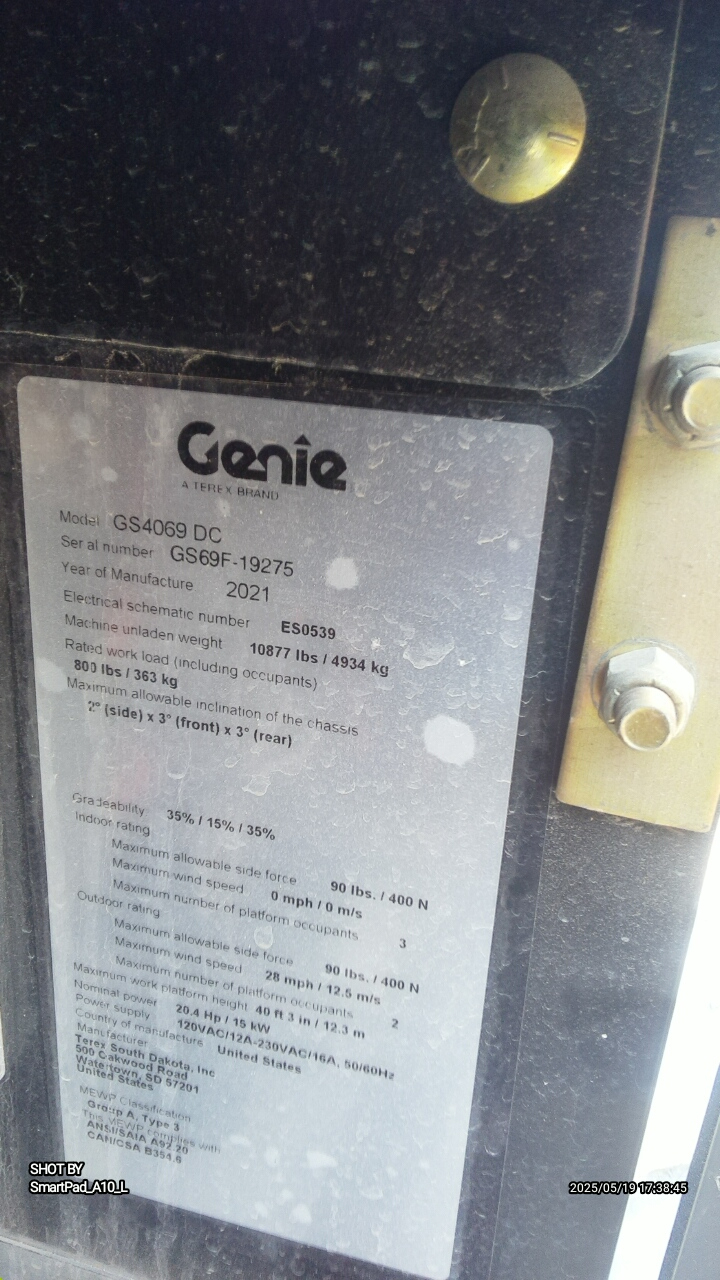 Genie
A TEREX BRAND
Model GS4069 DC
Serial number GS69F-19275
Year of Manufacture 2021
Electrical schematic number ES0539
Machine unladen weight 10877 lbs / 4934 kg
Rated work load (including occupants)
800 lbs / 363 kg
Maximum allowable inclination of the chassis
2° (side) x 3° (front) x 3° (rear)
Gradeability 35% / 15% / 35%
Indoor rating
Maximum allowable side force 90 lbs. / 400 N
Maximum wind speed 0 mph / 0 m/s
Maximum number of platform occupants 3
Outdoor rating
Maximum allowable side force 90 lbs. / 400 N
Maximum wind speed 28 mph / 12.5 m/s
Maximum number of platform occupants 2
Maximum work platform height 40 ft 3 in / 12.3 m
Nominal power 20.4 Hp / 15 kW
Power supply 120VAC/12A-230VAC/16A, 50/60Hz
Country of manufacture United States
Manufacturer
Terex South Dakota, Inc
500 Oakwood Road
Watertown, SD 57201
United States
MEWP Classification
Group A, Type 3
This MEWP complies with
ANSI/SAIA A92.20
CAN/CSA B354.6
SHOT BY
SmartPad_A10_L
2025/05/19 17:38:45